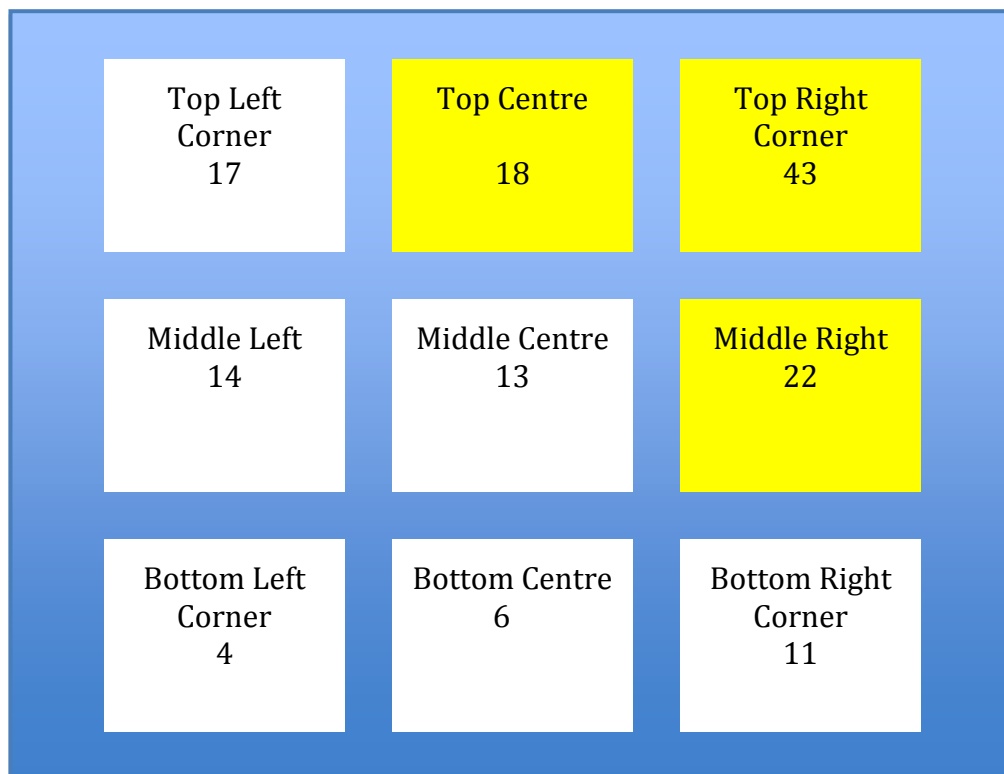 Top Left
Corner
17
Top Centre
18
Top Right
Corner
43
Middle Left
14
Middle Centre
13
Middle Right
22
Bottom Left
Corner
4
Bottom Centre
6
Bottom Right
Corner
11